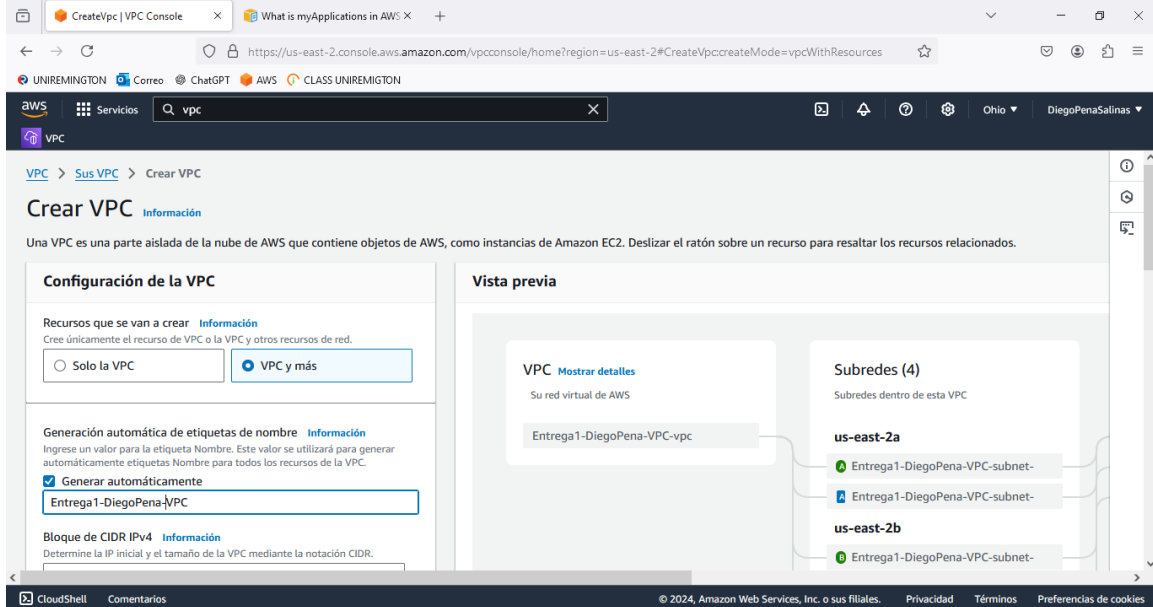 CreateVpc | VPC Console
What is myApplications in AWS
https://us-east-2.console.aws.amazon.com/vpcconsole/home?region=us-east-2#CreateVpc:createMode=vpcWithResources
UNIREMINGTON Correo ChatGPT AWS CLASS UNIREMIGTON
aws Servicios vpc Ohio DiegoPenaSalinas
VPC
VPC > Sus VPC > Crear VPC
Crear VPC Información
Una VPC es una parte aislada de la nube de AWS que contiene objetos de AWS, como instancias de Amazon EC2. Deslizar el ratón sobre un recurso para resaltar los recursos relacionados.
Configuración de la VPC
Recursos que se van a crear Información
Cree únicamente el recurso de VPC o la VPC y otros recursos de red.
Solo la VPC
VPC y más
Generación automática de etiquetas de nombre Información
Ingrese un valor para la etiqueta Nombre. Este valor se utilizará para generar
automáticamente etiquetas Nombre para todos los recursos de la VPC.
Generar automáticamente
Entrega1-DiegoPena-VPC
Bloque de CIDR IPv4 Información
Determine la IP inicial y el tamaño de la VPC mediante la notación CIDR.
Vista previa
VPC Mostrar detalles
Su red virtual de AWS
Entrega1-DiegoPena-VPC-vpc
Subredes (4)
Subredes dentro de esta VPC
us-east-2a
A Entrega1-DiegoPena-VPC-subnet-
A Entrega1-DiegoPena-VPC-subnet-
us-east-2b
B Entrega1-DiegoPena-VPC-subnet-
CloudShell Comentarios © 2024, Amazon Web Services, Inc. o sus filiales. Privacidad Términos Preferencias de cookies